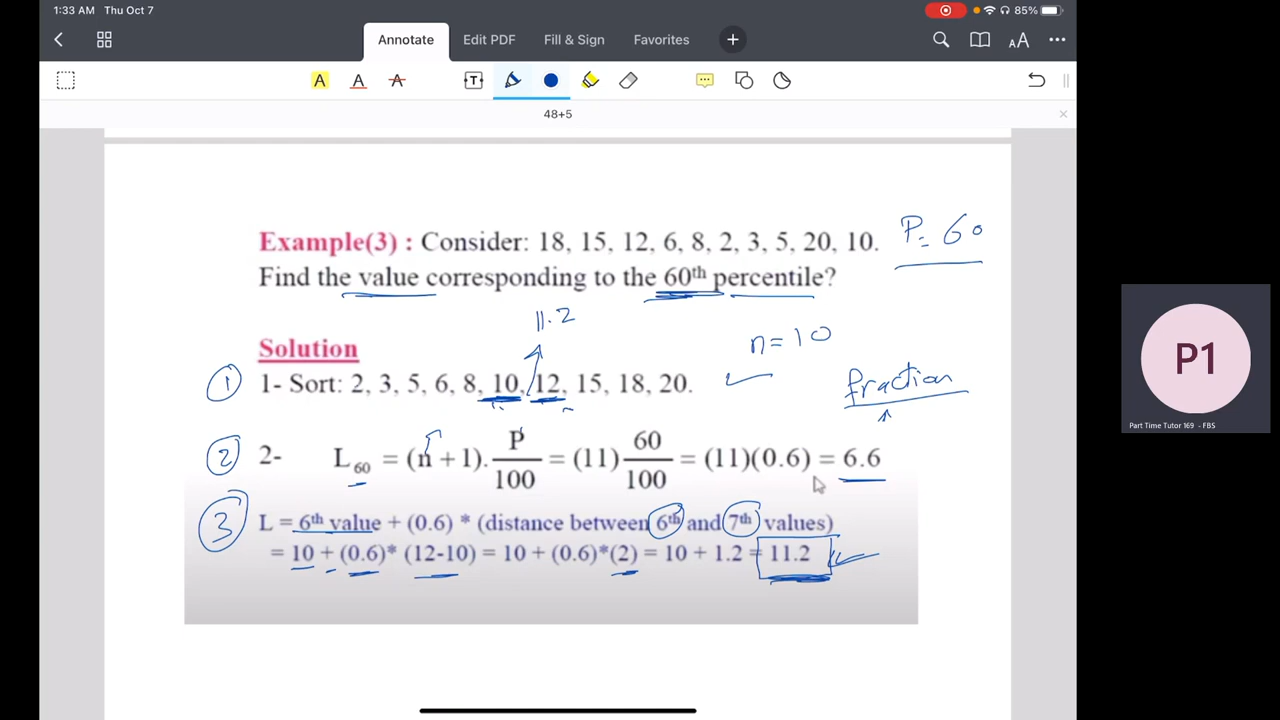 1:33 AM Thu Oct 7
85%
Annotate Edit PDF Fill & Sign Favorites
48+5
Example(3) : Consider: 18, 15, 12, 6, 8, 2, 3, 5, 20, 10.
P= 60
Find the value corresponding to the 60th percentile?
11.2
Solution
n=10
1 1- Sort: 2, 3, 5, 6, 8, 10, 12, 15, 18, 20.
fraction
2 2- L60 = (n + 1). P/100 = (11) 60/100 = (11)(0.6) = 6.6
3 L = 6th value + (0.6) * (distance between 6th and 7th values)
= 10 + (0.6)* (12-10) = 10 + (0.6)*(2) = 10 + 1.2 = 11.2
P1
Part Time Tutor 169 - FBS